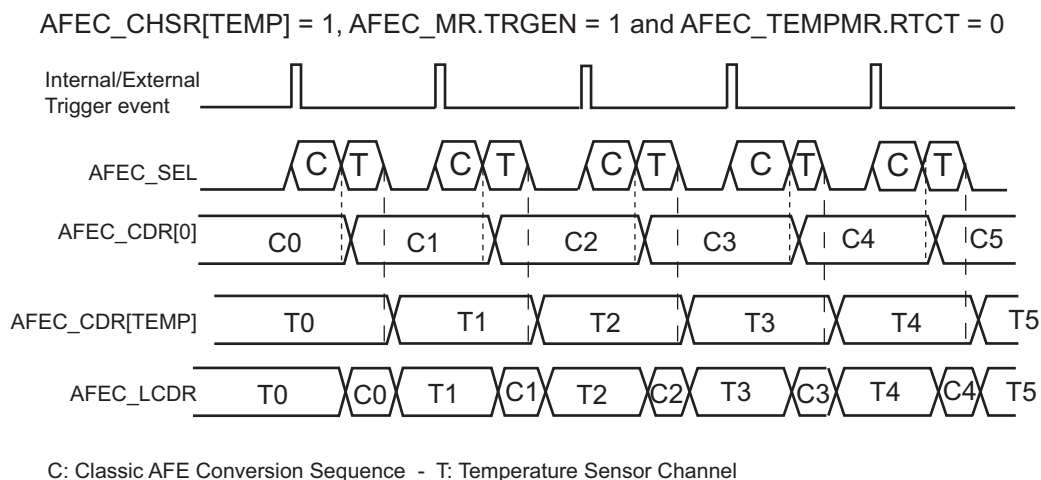 AFEC_CHSR[TEMP] = 1, AFEC_MR.TRGEN = 1 and AFEC_TEMPMR.RTCT = 0
Internal/External
Trigger event
AFEC_SEL C T C T C T C T C T
AFEC_CDR[0] C0 C1 C2 C3 C4 C5
AFEC_CDR[TEMP] T0 T1 T2 T3 T4 T5
AFEC_LCDR T0 C0 T1 C1 T2 C2 T3 C3 T4 C4 T5
C: Classic AFE Conversion Sequence - T: Temperature Sensor Channel